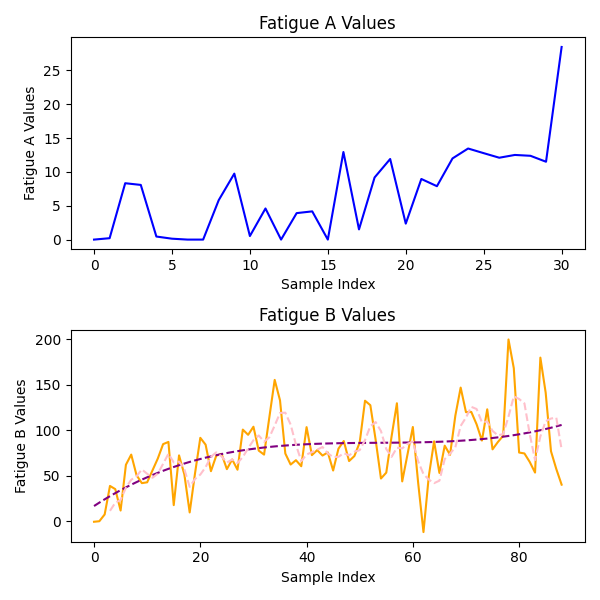 Fatigue A Values
Fatigue A Values
25
20
15
10
5
0
0 5 10 15 20 25 30
Sample Index
Fatigue B Values
Fatigue B Values
200
150
100
50
0
0 20 40 60 80
Sample Index